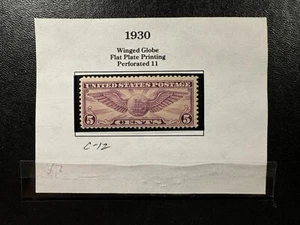 1930
Winged Globe
Flat Plate Printing
Perforated 11
UNITED STATES POSTAGE
5 5
CENTS
C-12